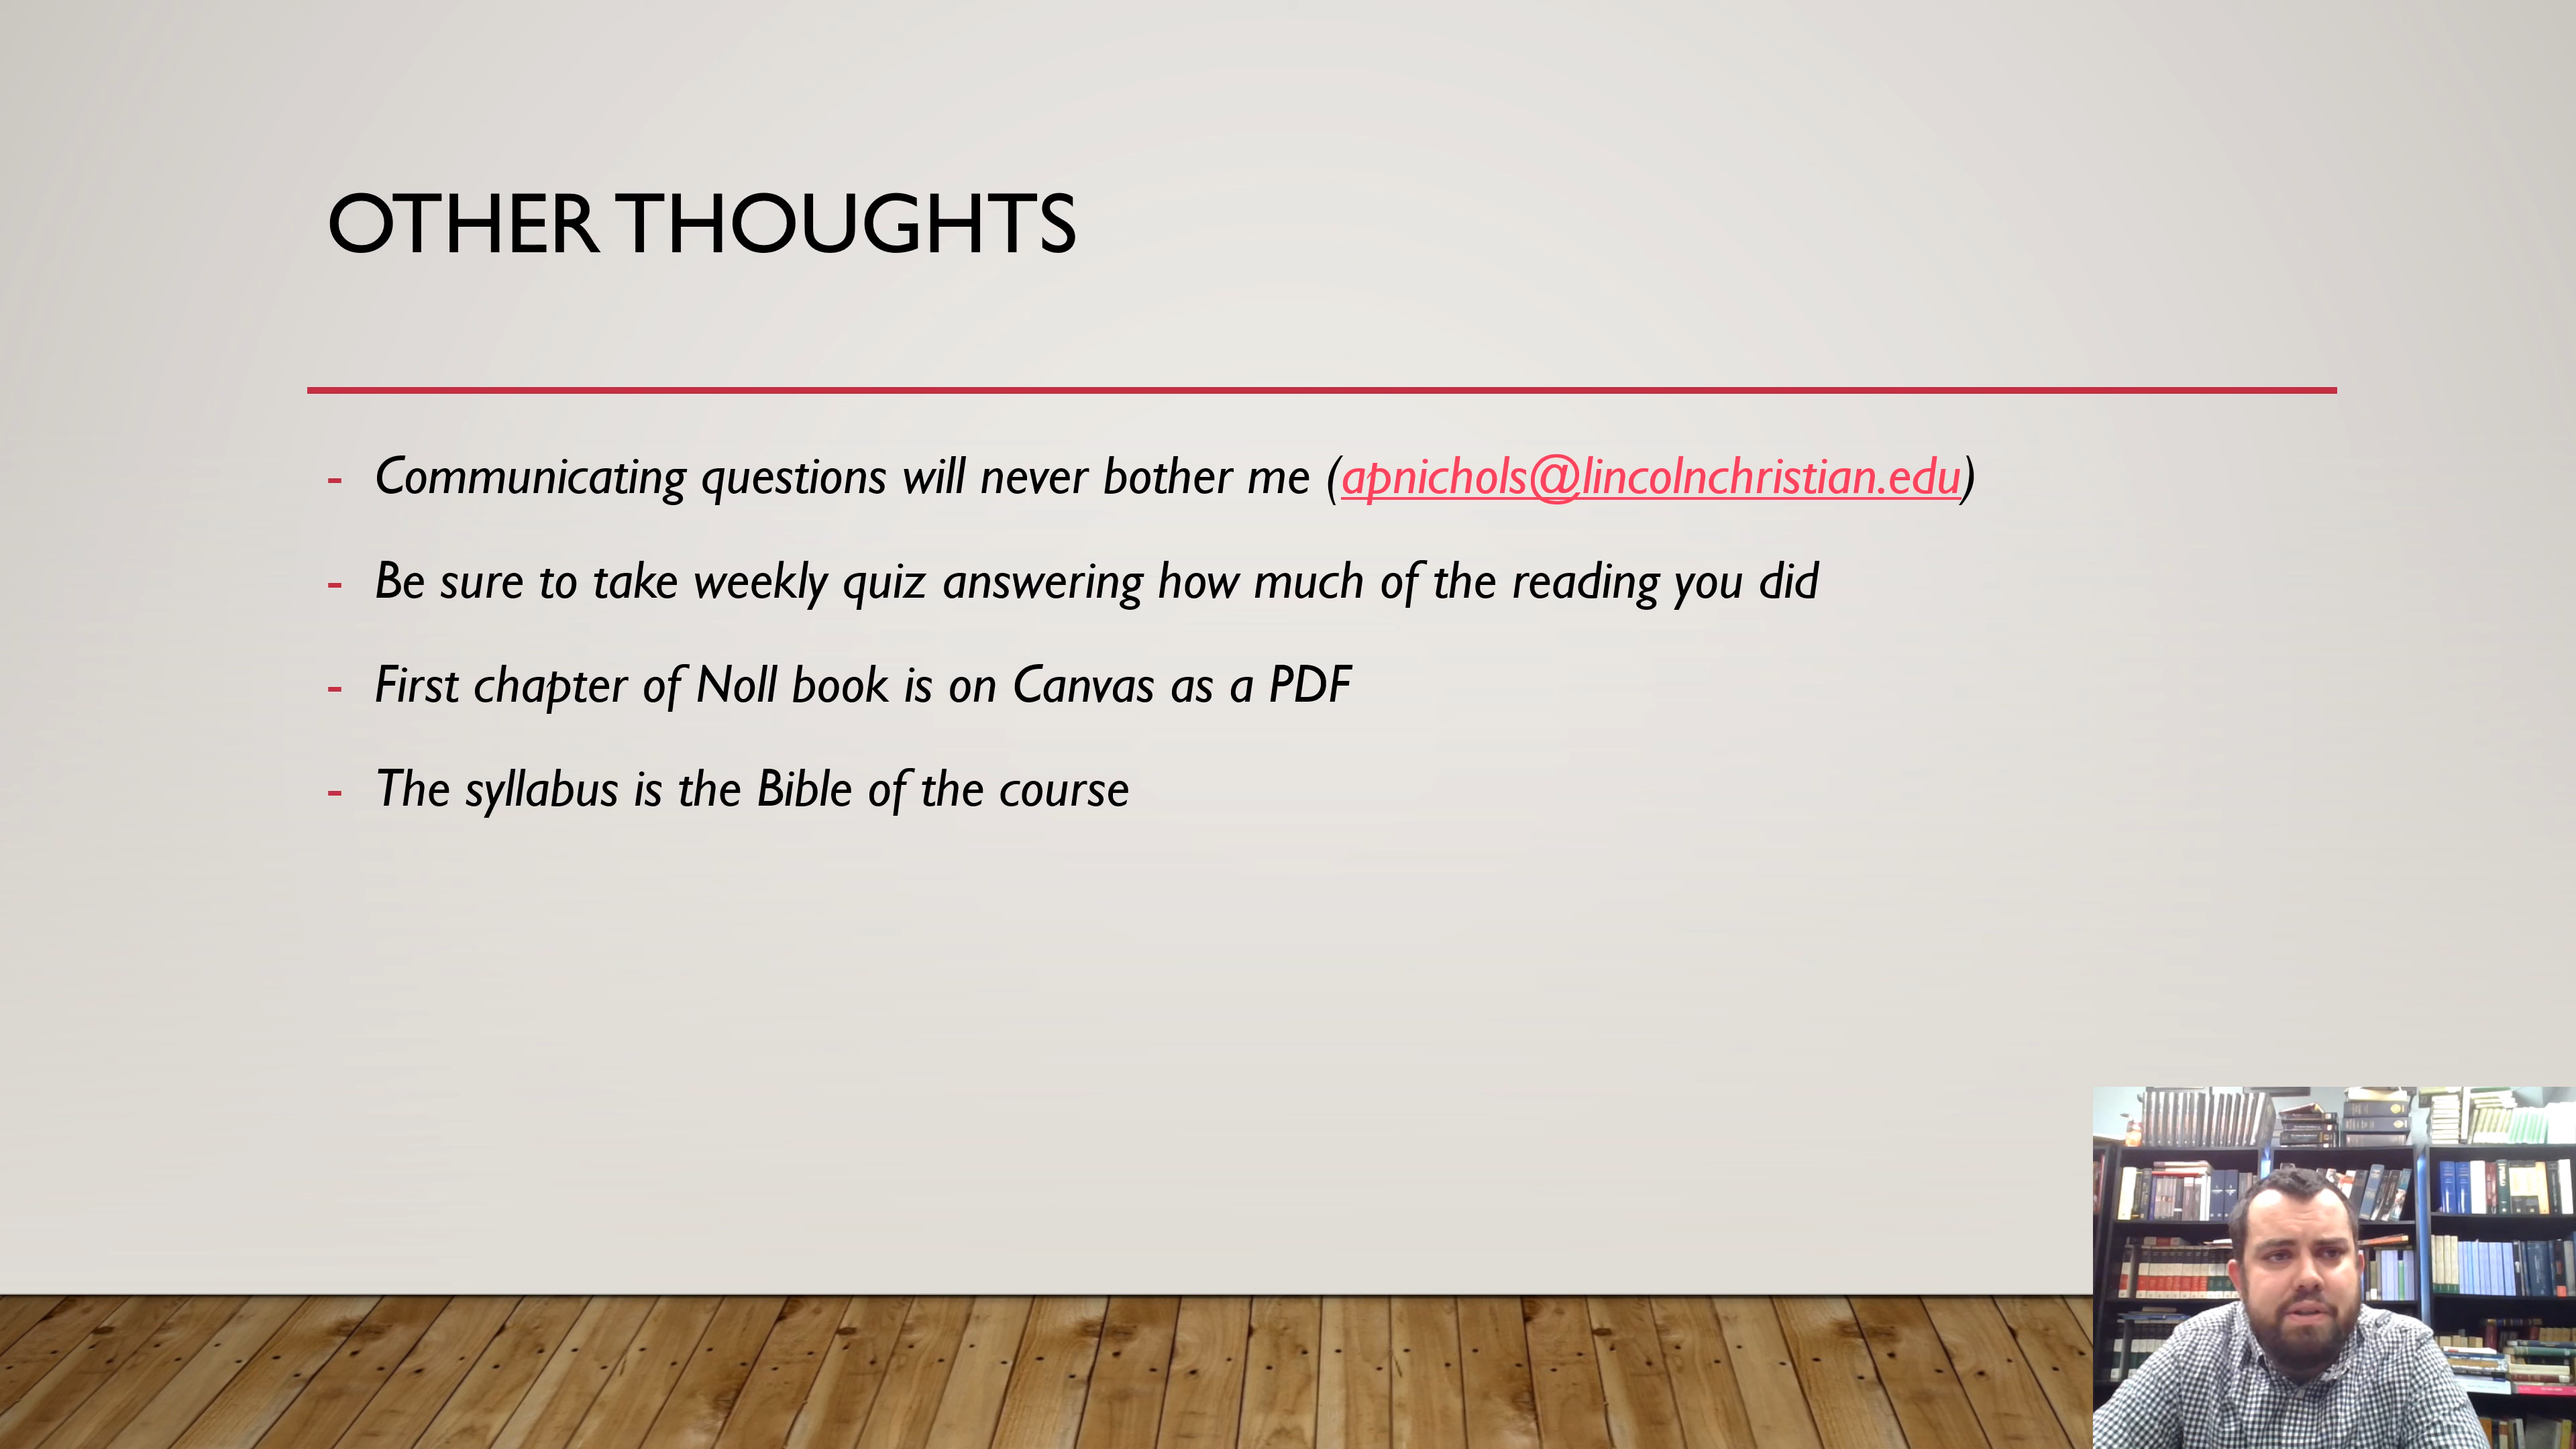 OTHER THOUGHTS
- Communicating questions will never bother me (apnichols@lincolnchristian.edu)
- Be sure to take weekly quiz answering how much of the reading you did
- First chapter of Noll book is on Canvas as a PDF
- The syllabus is the Bible of the course